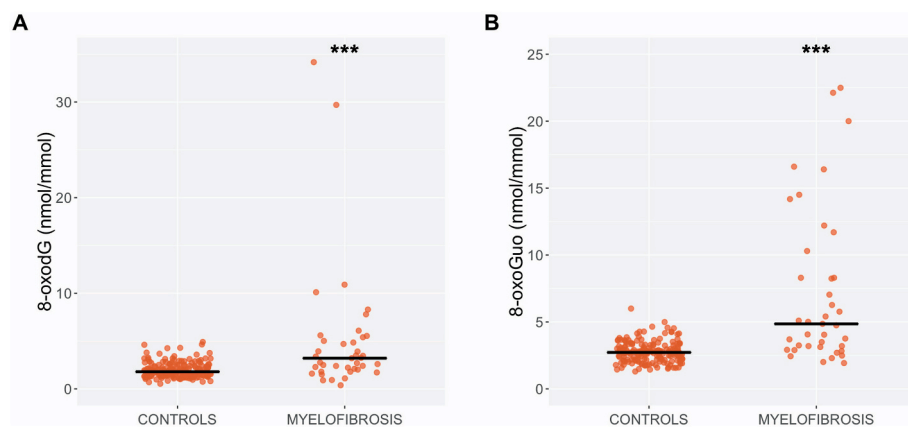 A
8-oxodG (nmol/mmol)
30
20
10
0
***
CONTROLS
MYELOFIBROSIS
B
8-oxoGuo (nmol/mmol)
25
20
15
10
5
0
***
CONTROLS
MYELOFIBROSIS